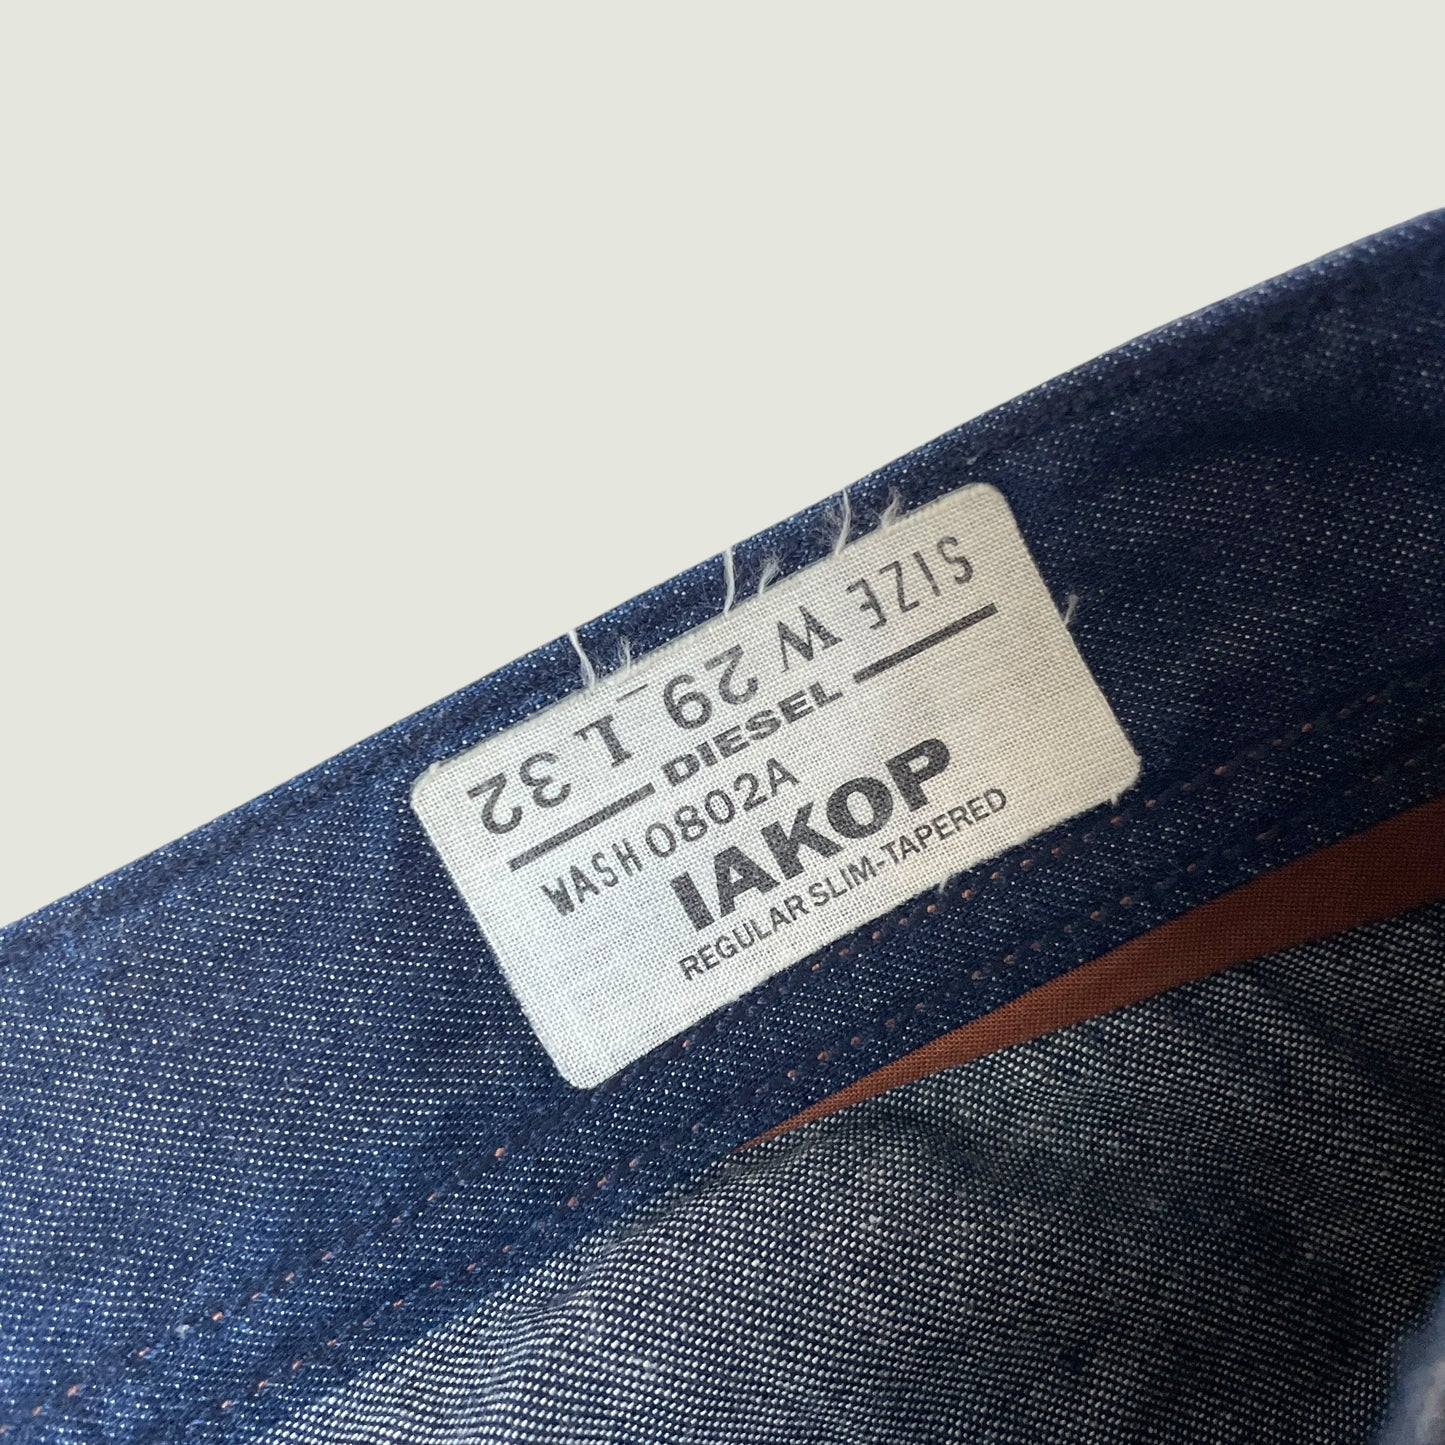 SIZE W 29 - L 32
DIESEL
WASH 0802A
IAKOP
REGULAR SLIM-TAPERED